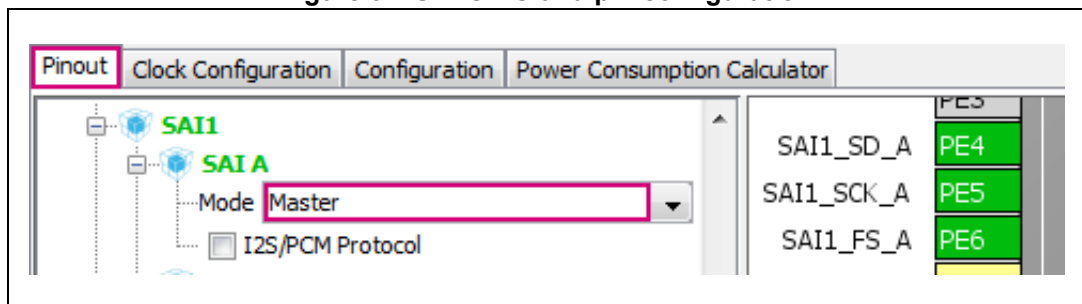 Pinout Clock Configuration Configuration Power Consumption Calculator
SAI1
SAI A
Mode Master
I2S/PCM Protocol
PE3
SAI1_SD_A PE4
SAI1_SCK_A PE5
SAI1_FS_A PE6